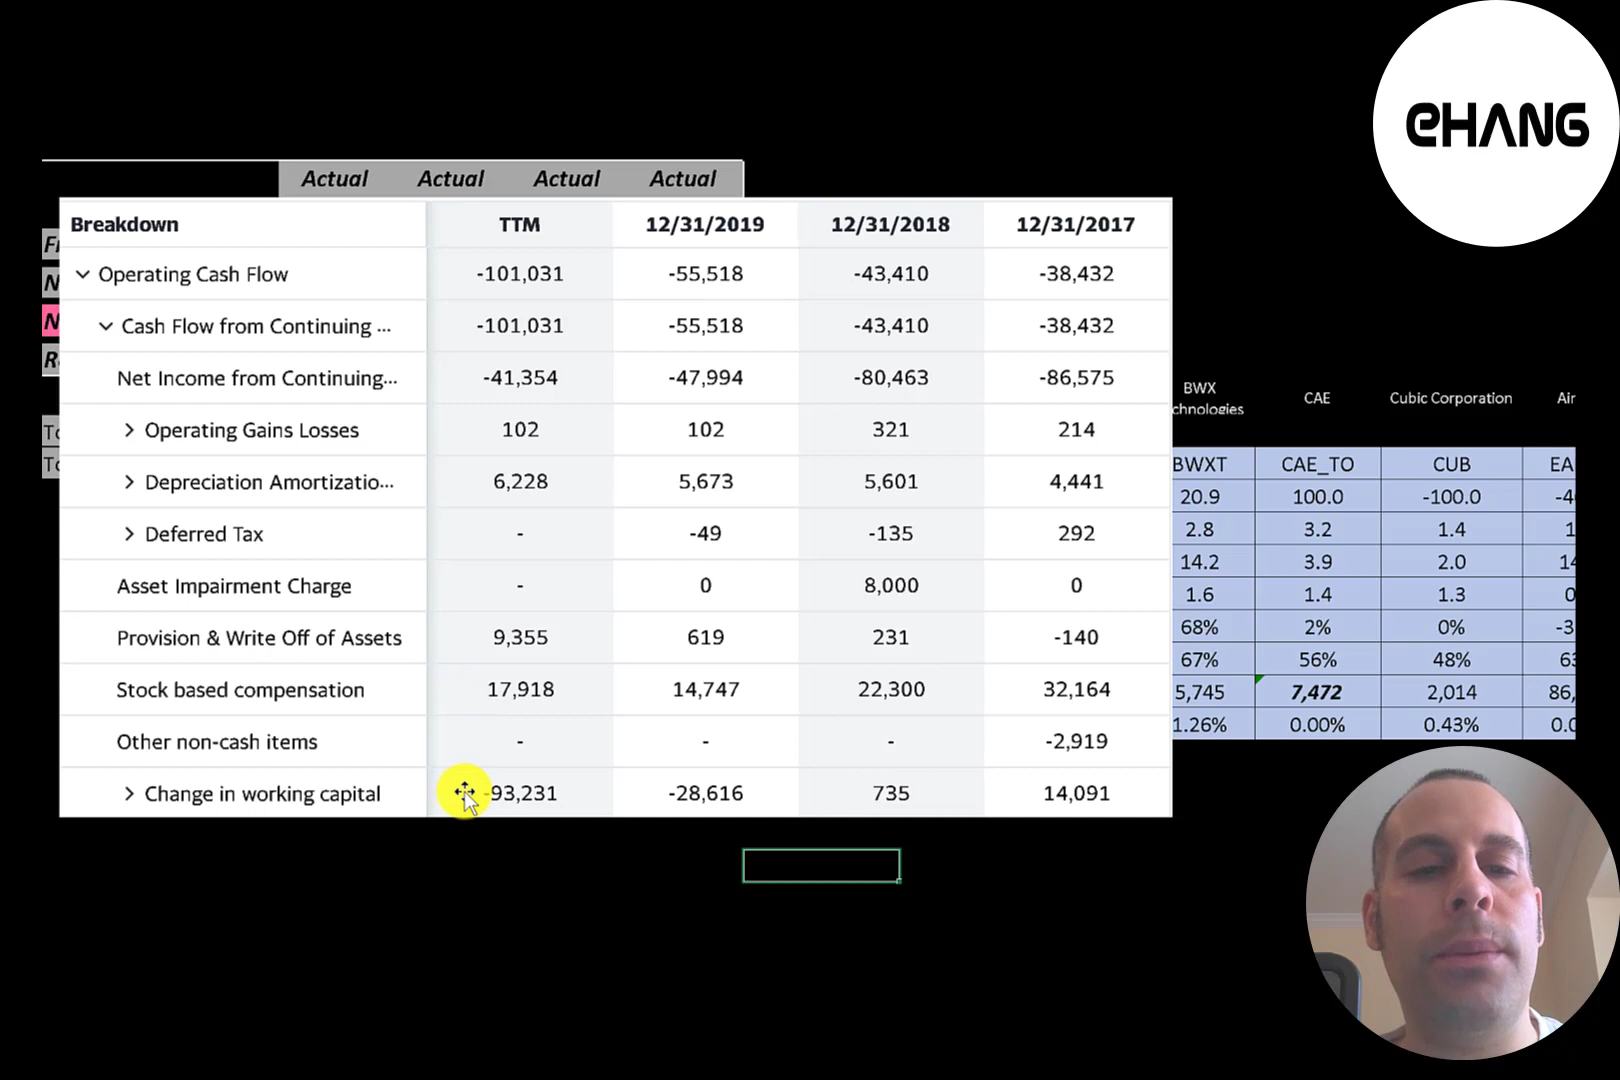 eHANG
Actual Actual Actual Actual
Breakdown TTM 12/31/2019 12/31/2018 12/31/2017
Operating Cash Flow -101,031 -55,518 -43,410 -38,432
Cash Flow from Continuing ... -101,031 -55,518 -43,410 -38,432
Net Income from Continuing... -41,354 -47,994 -80,463 -86,575
Operating Gains Losses 102 102 321 214
Depreciation Amortizatio... 6,228 5,673 5,601 4,441
Deferred Tax - -49 -135 292
Asset Impairment Charge - 0 8,000 0
Provision & Write Off of Assets 9,355 619 231 -140
Stock based compensation 17,918 14,747 22,300 32,164
Other non-cash items - - - -2,919
Change in working capital -93,231 -28,616 735 14,091
BWX
chnologies CAE Cubic Corporation Air
BWXT CAE_TO CUB EA
20.9 100.0 -100.0
2.8 3.2 1.4
14.2 3.9 2.0
1.6 1.4 1.3
68% 2% 0%
67% 56% 48%
5,745 7,472 2,014 86,
1.26% 0.00% 0.43%